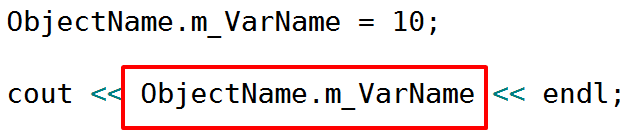 ObjectName.m_VarName = 10;
cout << ObjectName.m_VarName << endl;